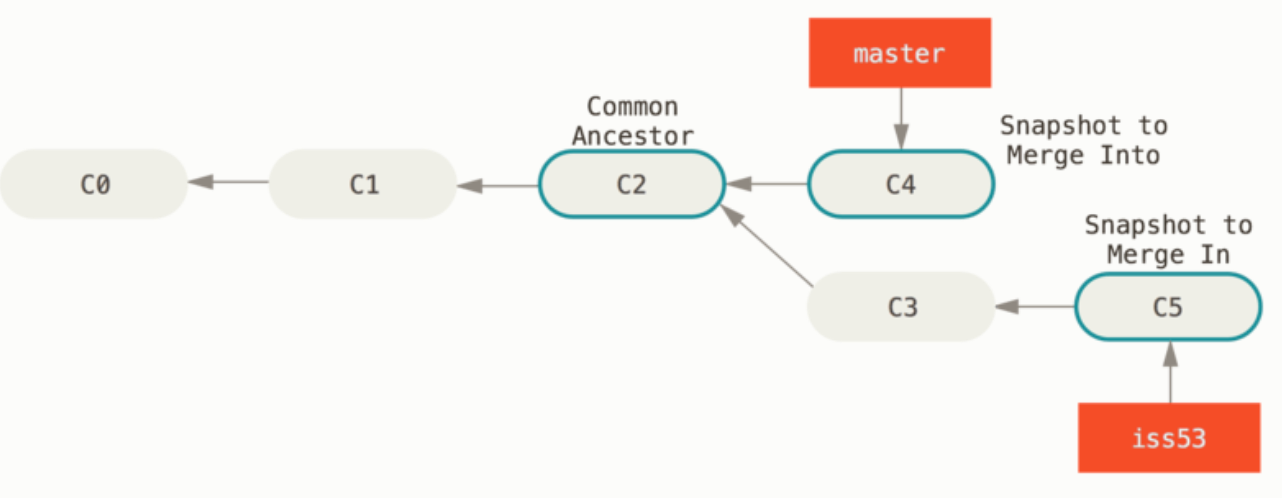 master
Common
Ancestor
Snapshot to
Merge Into
C0
C1
C2
C4
Snapshot to
Merge In
C3
C5
iss53